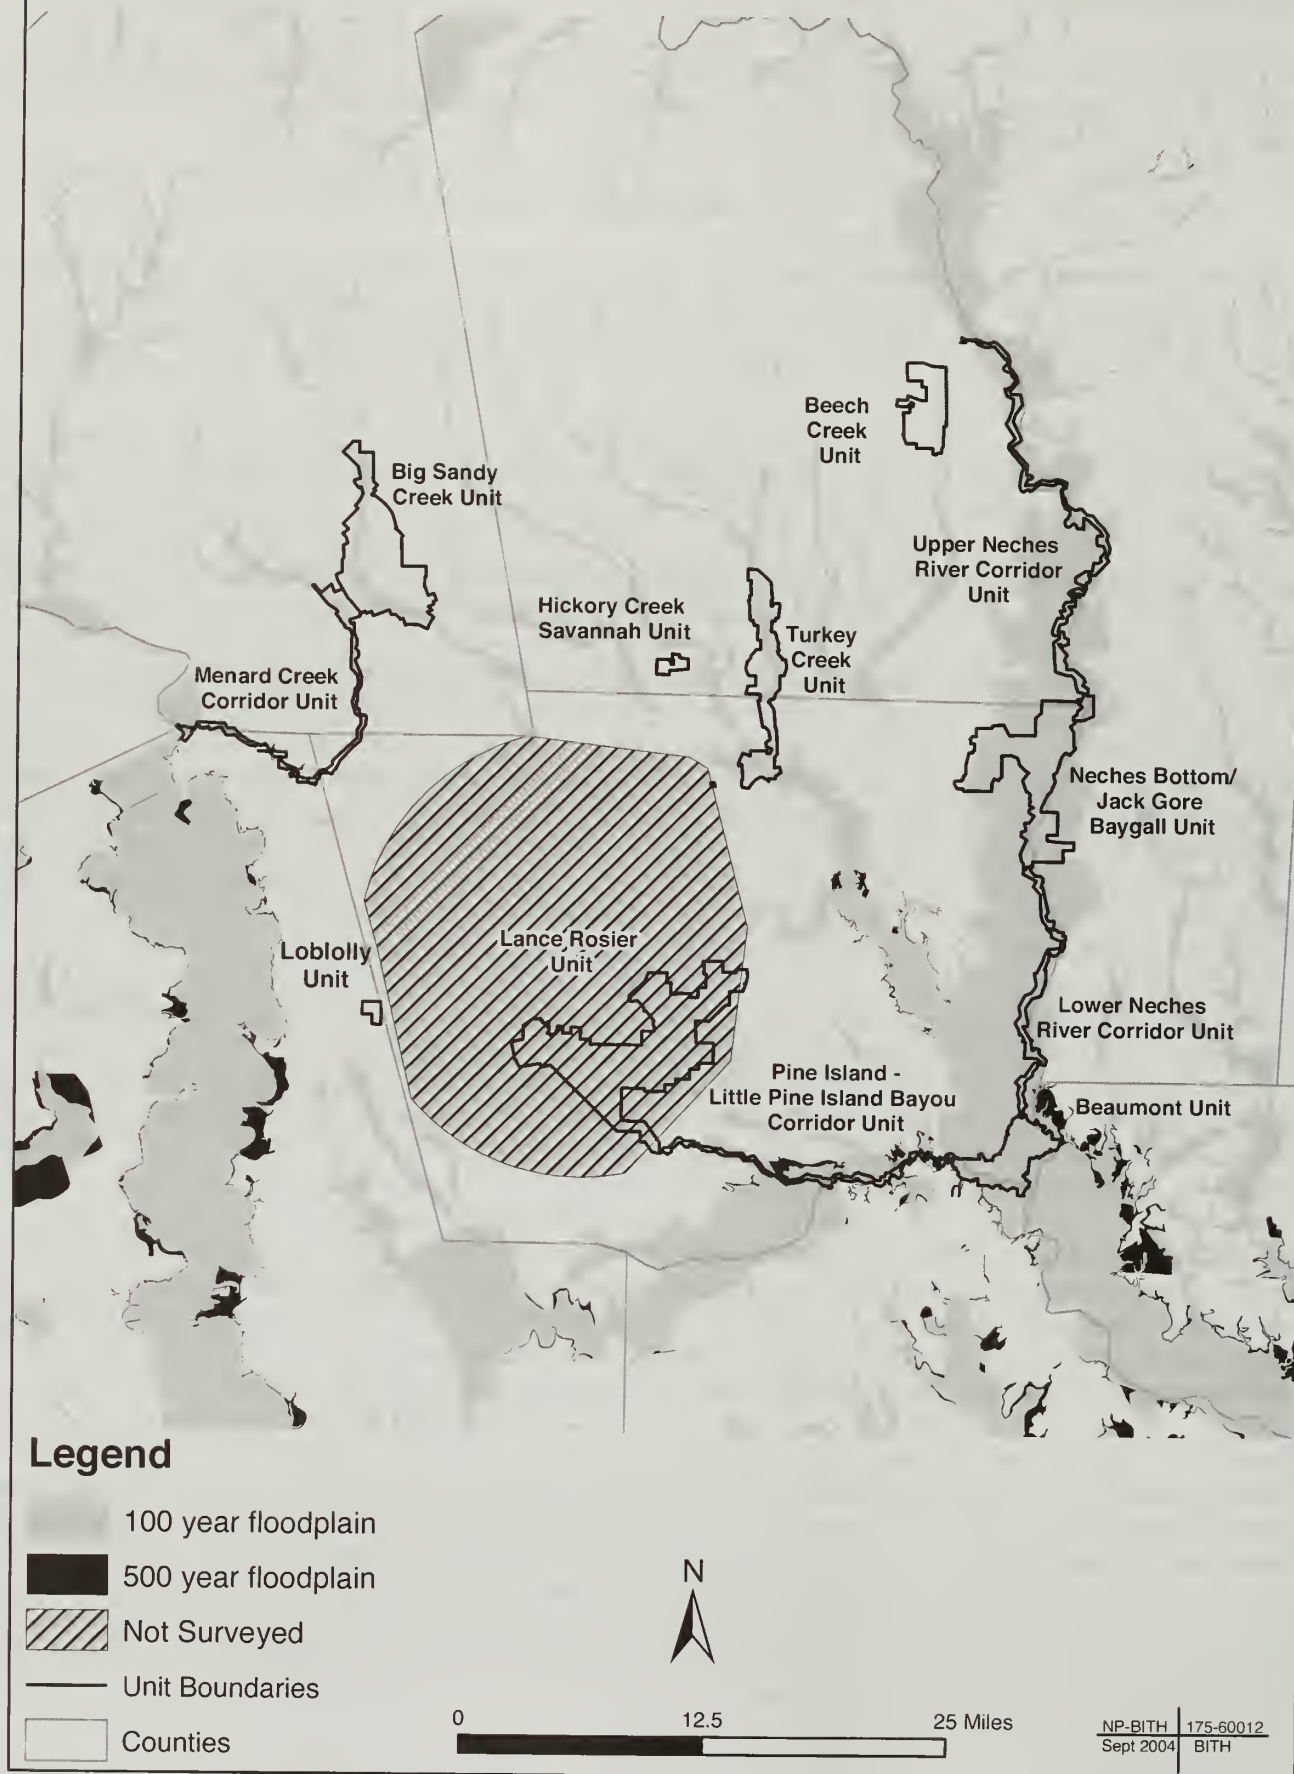 Beech
Creek
Unit
Big Sandy
Creek Unit
Upper Neches
River Corridor
Unit
Hickory Creek
Savannah Unit
Turkey
Creek
Unit
Menard Creek
Corridor Unit
Neches Bottom/
Jack Gore
Baygall Unit
Lance Rosier
Unit
Loblolly
Unit
Lower Neches
River Corridor Unit
Pine Island -
Little Pine Island Bayou
Corridor Unit
Beaumont Unit
Legend
100 year floodplain
500 year floodplain
Not Surveyed
Unit Boundaries
Counties
N
0 12.5 25 Miles
NP-BITH 175-60012
Sept 2004 BITH